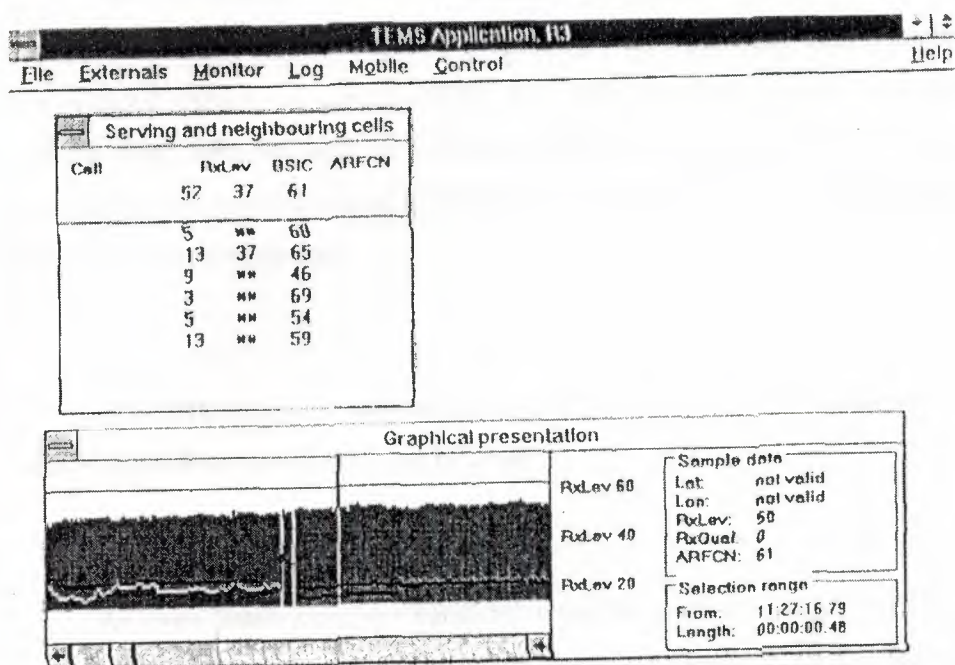 TEMS Application, R3
File Externals Monitor Log Mobile Control Help
Serving and neighbouring cells
Cell RxLev BSIC ARFCN
52 37 61
5 ** 60
13 37 65
9 ** 46
3 ** 69
5 ** 54
13 ** 59
Graphical presentation
RxLev 60
RxLev 40
RxLev 20
Sample data
Lat: not valid
Lon: not valid
RxLev: 50
RxQual: 0
ARFCN: 61
Selection range
From: 11:27:16.79
Length: 00:00:00.48